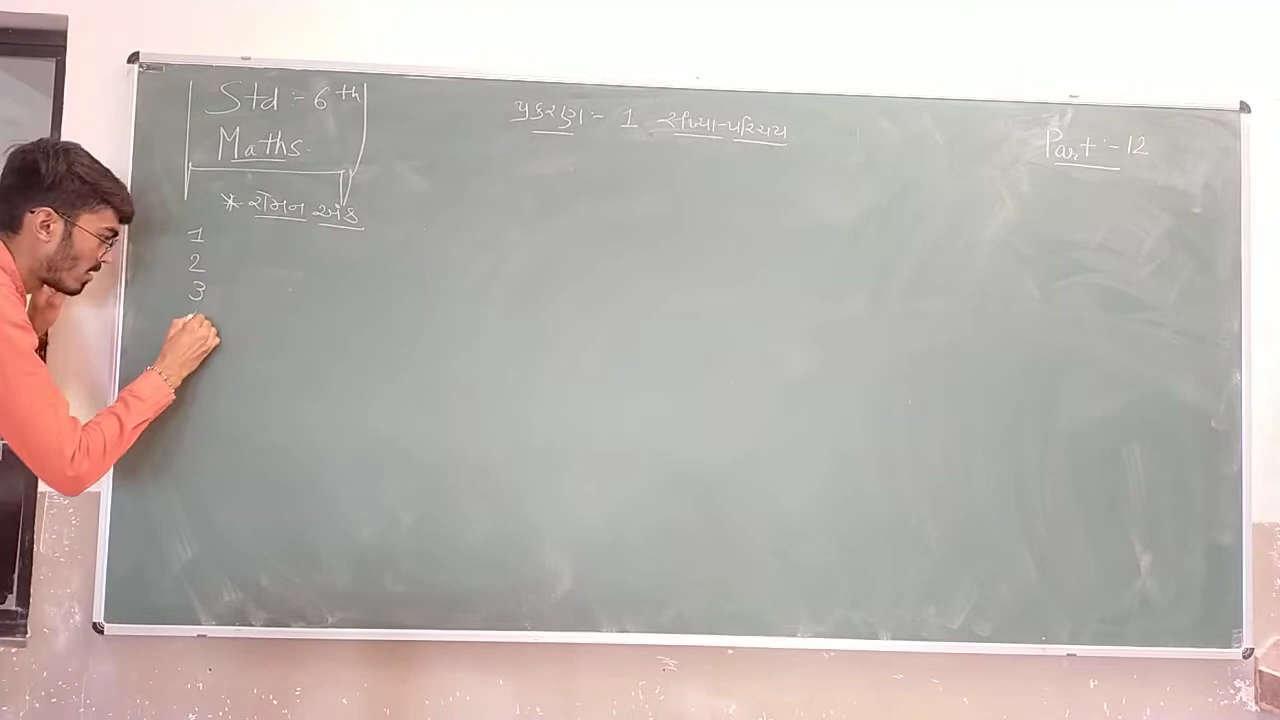 Std :- 6th
Maths.
પ્રકરણ :- 1 સંખ્યા-પરિચય
Part :- 12
* રોમન અંક
1
2
3